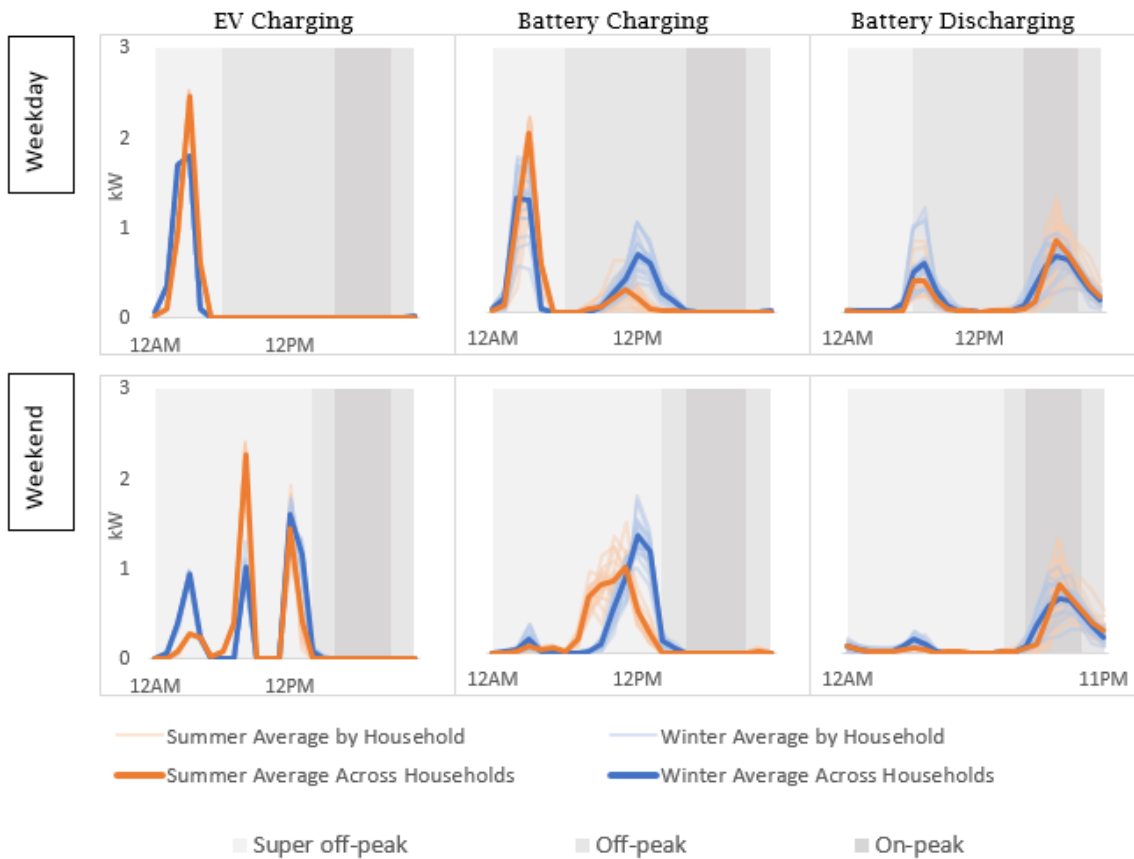 EV Charging Battery Charging Battery Discharging
Weekday
3
2
kW
1
0
12AM 12PM 12AM 12PM 12AM 12PM
Weekend
3
2
kW
1
0
12AM 12PM 12AM 12PM 12AM 11PM
Summer Average by Household Winter Average by Household
Summer Average Across Households Winter Average Across Households
Super off-peak Off-peak On-peak